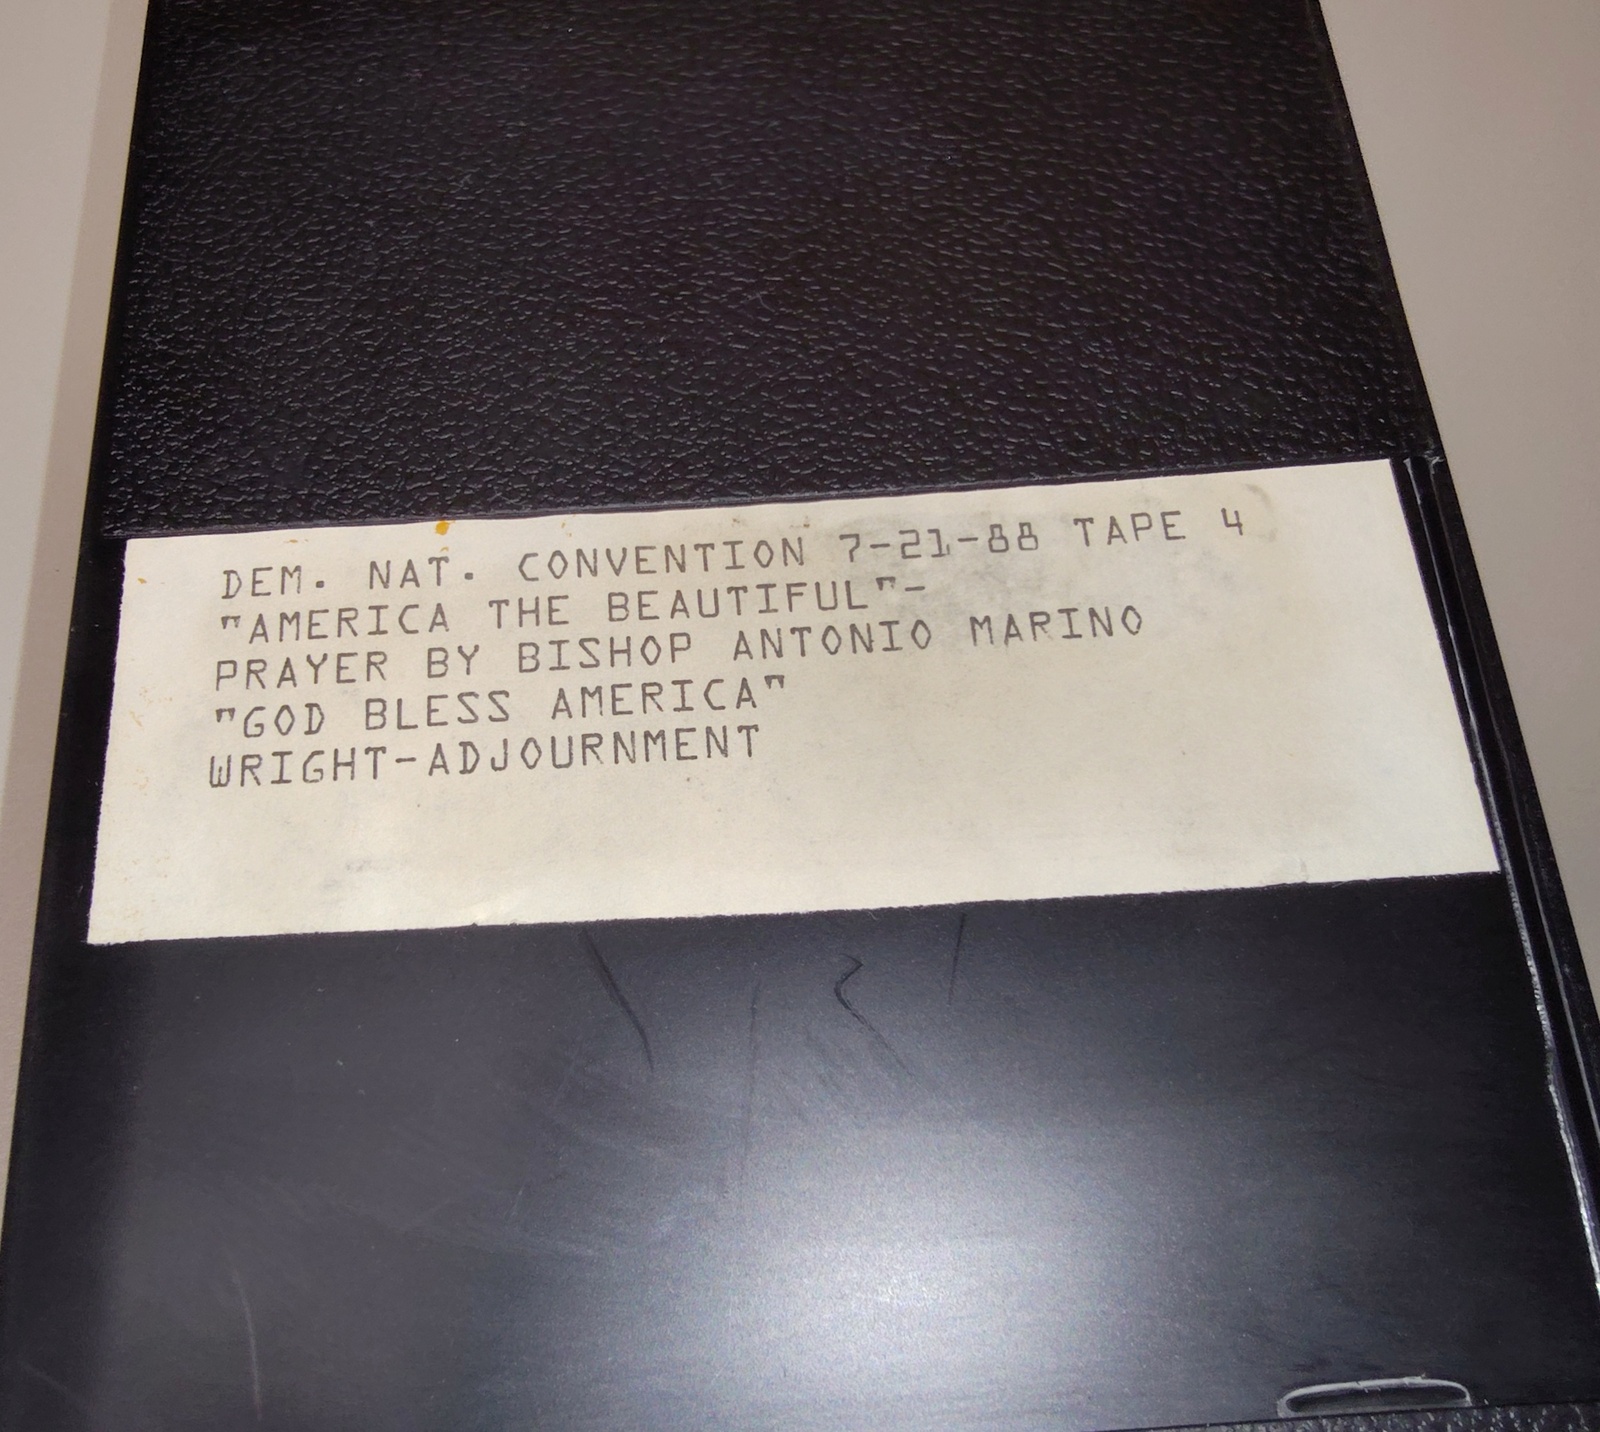 DEM. NAT. CONVENTION 7-21-88 TAPE 4
"AMERICA THE BEAUTIFUL"-
PRAYER BY BISHOP ANTONIO MARINO
"GOD BLESS AMERICA"
WRIGHT-ADJOURNMENT